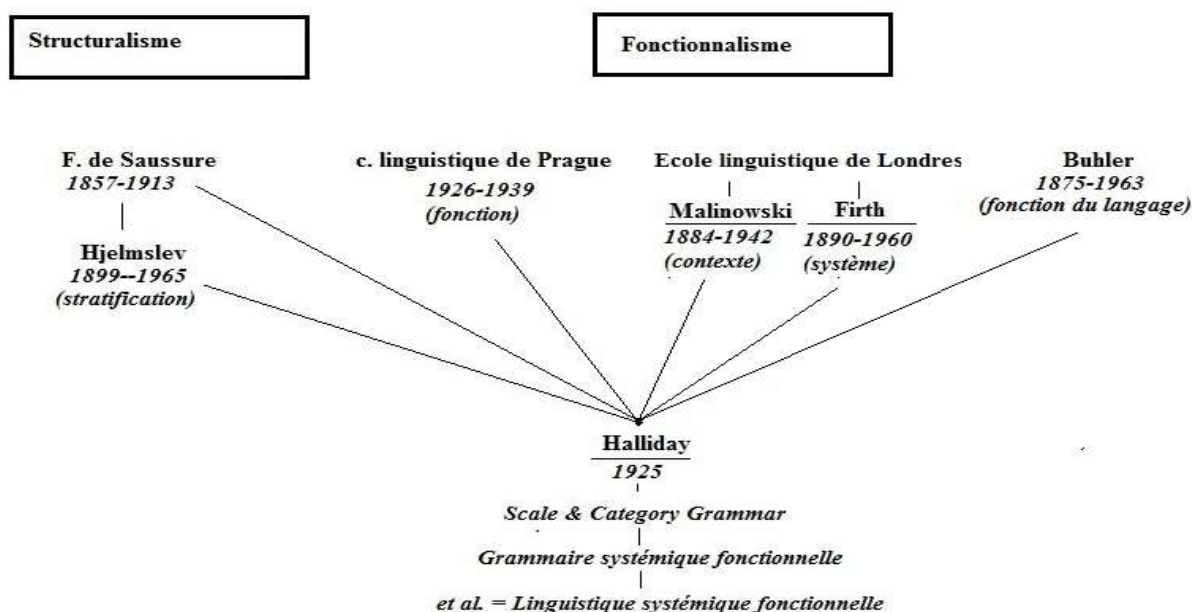 Structuralisme
Fonctionnalisme
F. de Saussure
1857-1913
Hjelmslev
1899--1965
(stratification)
c. linguistique de Prague
1926-1939
(fonction)
Ecole linguistique de Londres
Malinowski
1884-1942
(contexte)
Firth
1890-1960
(système)
Buhler
1875-1963
(fonction du langage)
Halliday
1925
Scale & Category Grammar
Grammaire systémique fonctionnelle
et al. = Linguistique systémique fonctionnelle